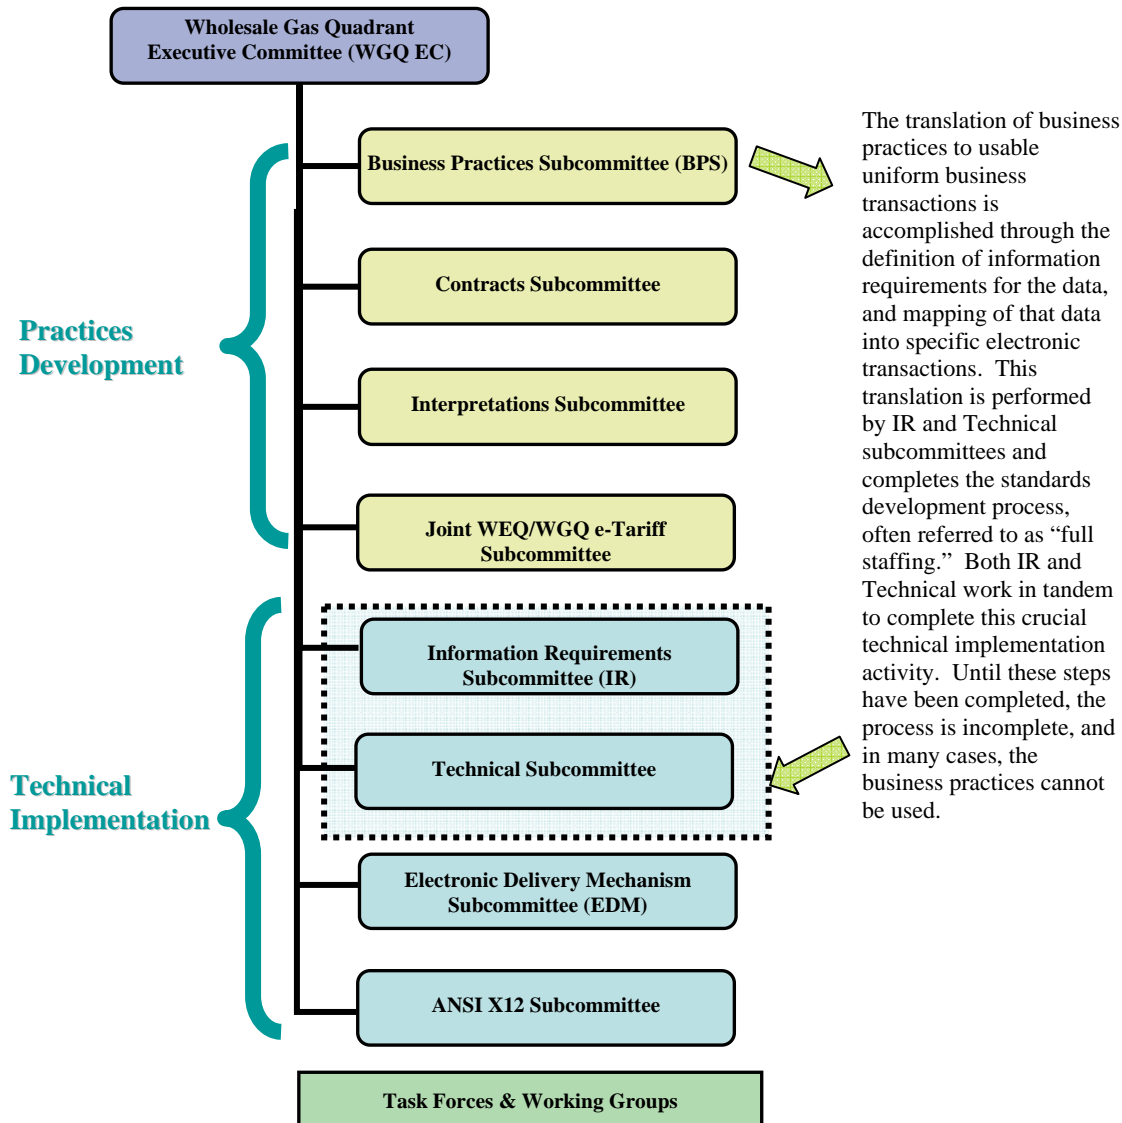 Wholesale Gas Quadrant
Executive Committee (WGQ EC)
Business Practices Subcommittee (BPS)
Contracts Subcommittee
Practices
Development
Interpretations Subcommittee
Joint WEQ/WGQ e-Tariff
Subcommittee
Information Requirements
Subcommittee (IR)
Technical Subcommittee
Technical
Implementation
Electronic Delivery Mechanism
Subcommittee (EDM)
ANSI X12 Subcommittee
Task Forces & Working Groups
The translation of business
practices to usable
uniform business
transactions is
accomplished through the
definition of information
requirements for the data,
and mapping of that data
into specific electronic
transactions.  This
translation is performed
by IR and Technical
subcommittees and
completes the standards
development process,
often referred to as “full
staffing.”  Both IR and
Technical work in tandem
to complete this crucial
technical implementation
activity.  Until these steps
have been completed, the
process is incomplete, and
in many cases, the
business practices cannot
be used.